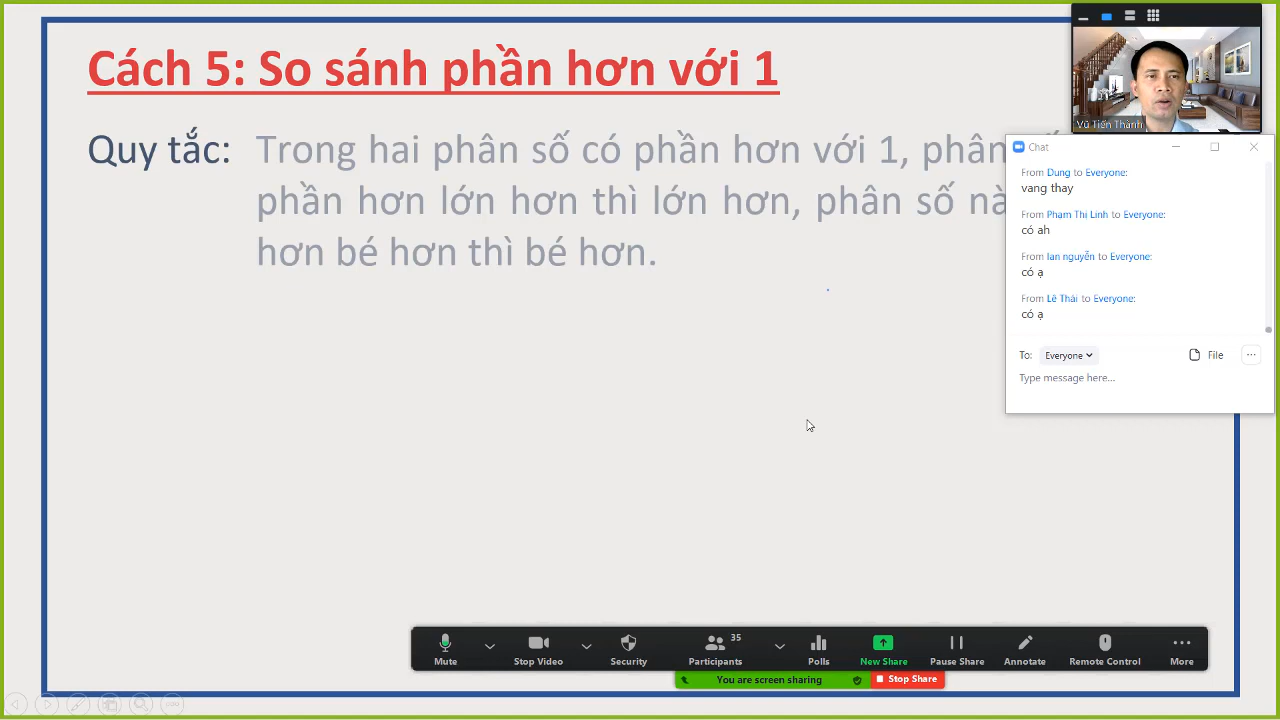 Cách 5: So sánh phần hơn với 1
Quy tắc: Trong hai phân số có phần hơn với 1, phân
phần hơn lớn hơn thì lớn hơn, phân số
hơn bé hơn thì bé hơn.
Vũ Tiến Thành
Chat
From Dung to Everyone:
vang thay
From Pham Thị Linh to Everyone:
có ah
From lan nguyễn to Everyone:
có ạ
From Lê Thái to Everyone:
có ạ
To: Everyone File
Type message here...
35
Mute Stop Video Security Participants Polls New Share Pause Share Annotate Remote Control More
You are screen sharing Stop Share